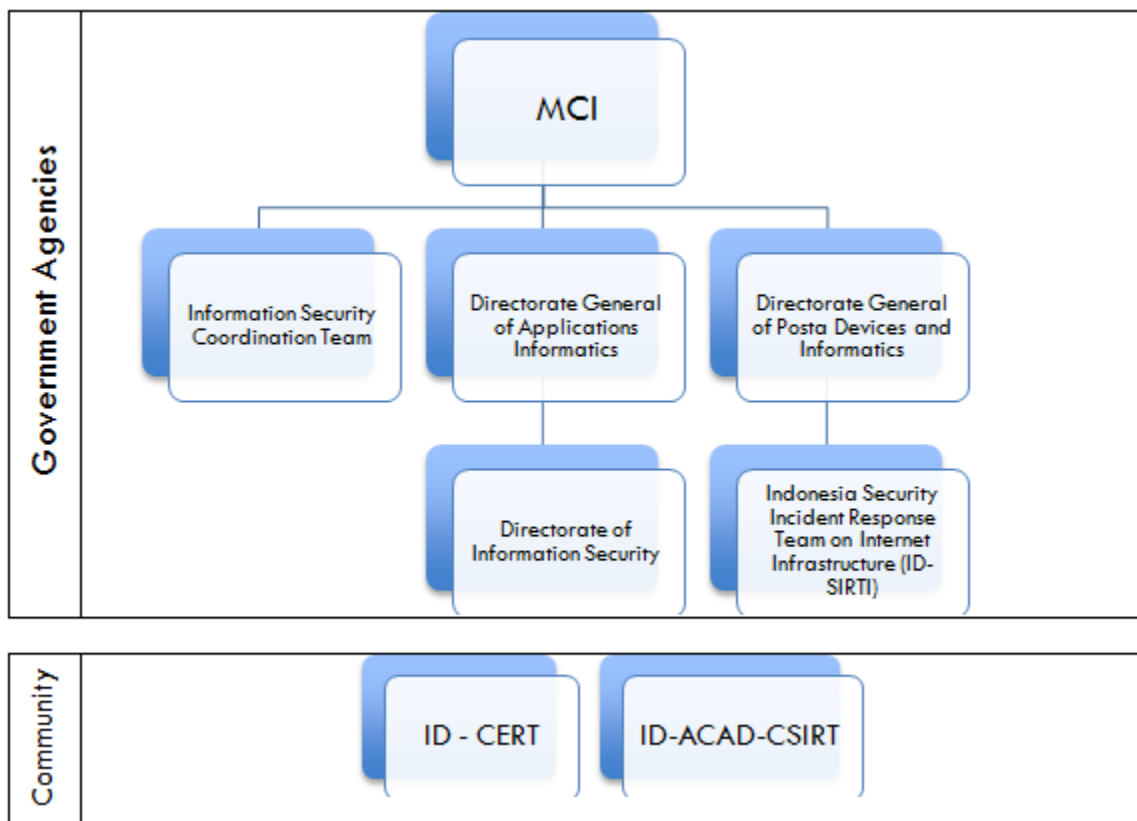 Government Agencies
MCI
Information Security
Coordination Team
Directorate General
of Applications
Informatics
Directorate General
of Posta Devices and
Informatics
Directorate of
Information Security
Indonesia Security
Incident Response
Team on Internet
Infrastructure (ID-
SIRTI)
Community
ID - CERT
ID-ACAD-CSIRT